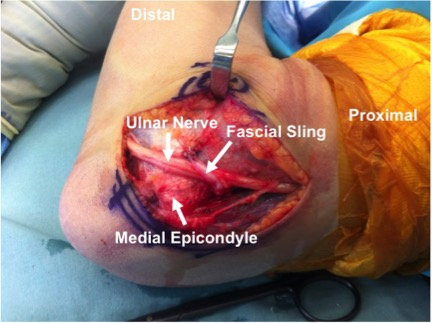 Distal
Proximal
Ulnar Nerve
Fascial Sling
Medial Epicondyle